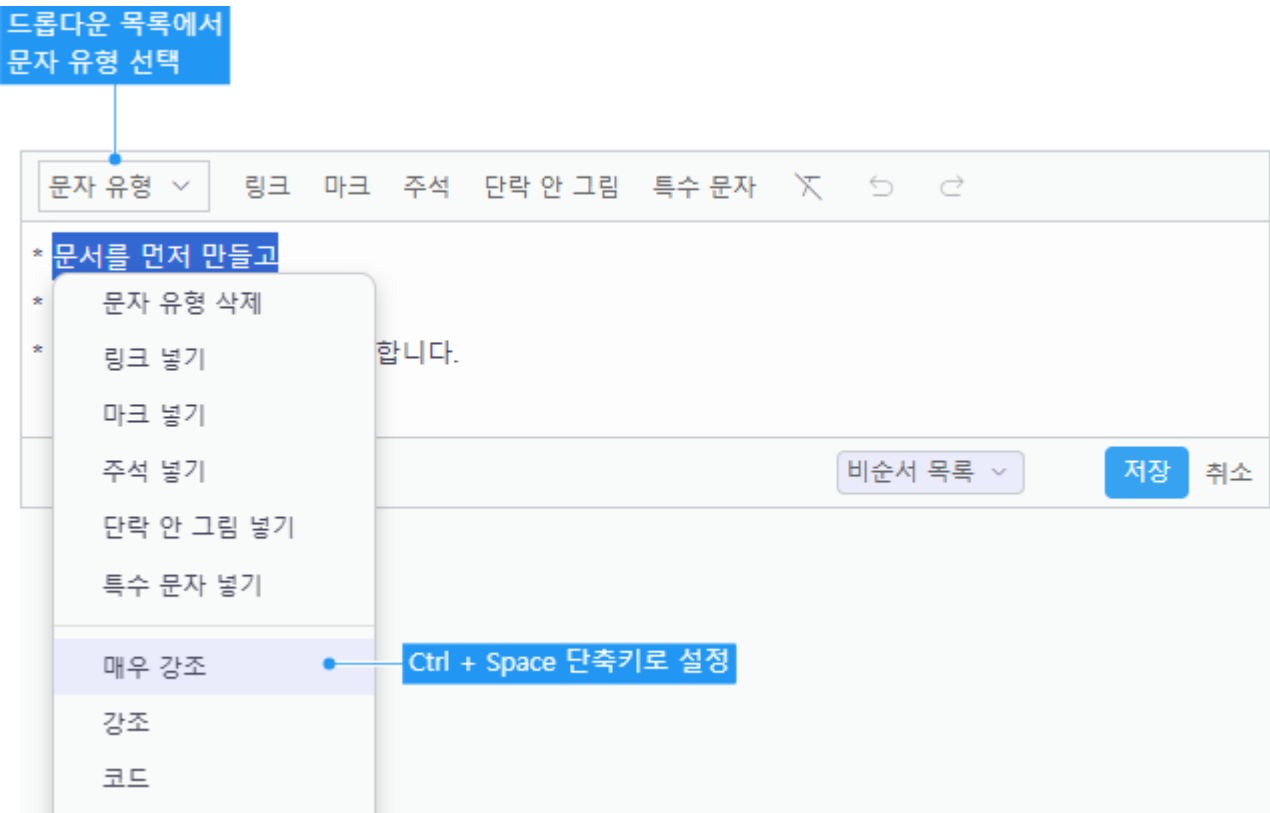 드롭다운 목록에서
문자 유형 선택
문자 유형 링크 마크 주석 단락 안 그림 특수 문자
* 문서를 먼저 만들고
*
* 합니다.
문자 유형 삭제
링크 넣기
마크 넣기
주석 넣기
단락 안 그림 넣기
특수 문자 넣기
비순서 목록 저장 취소
매우 강조
Ctrl + Space 단축키로 설정
강조
코드